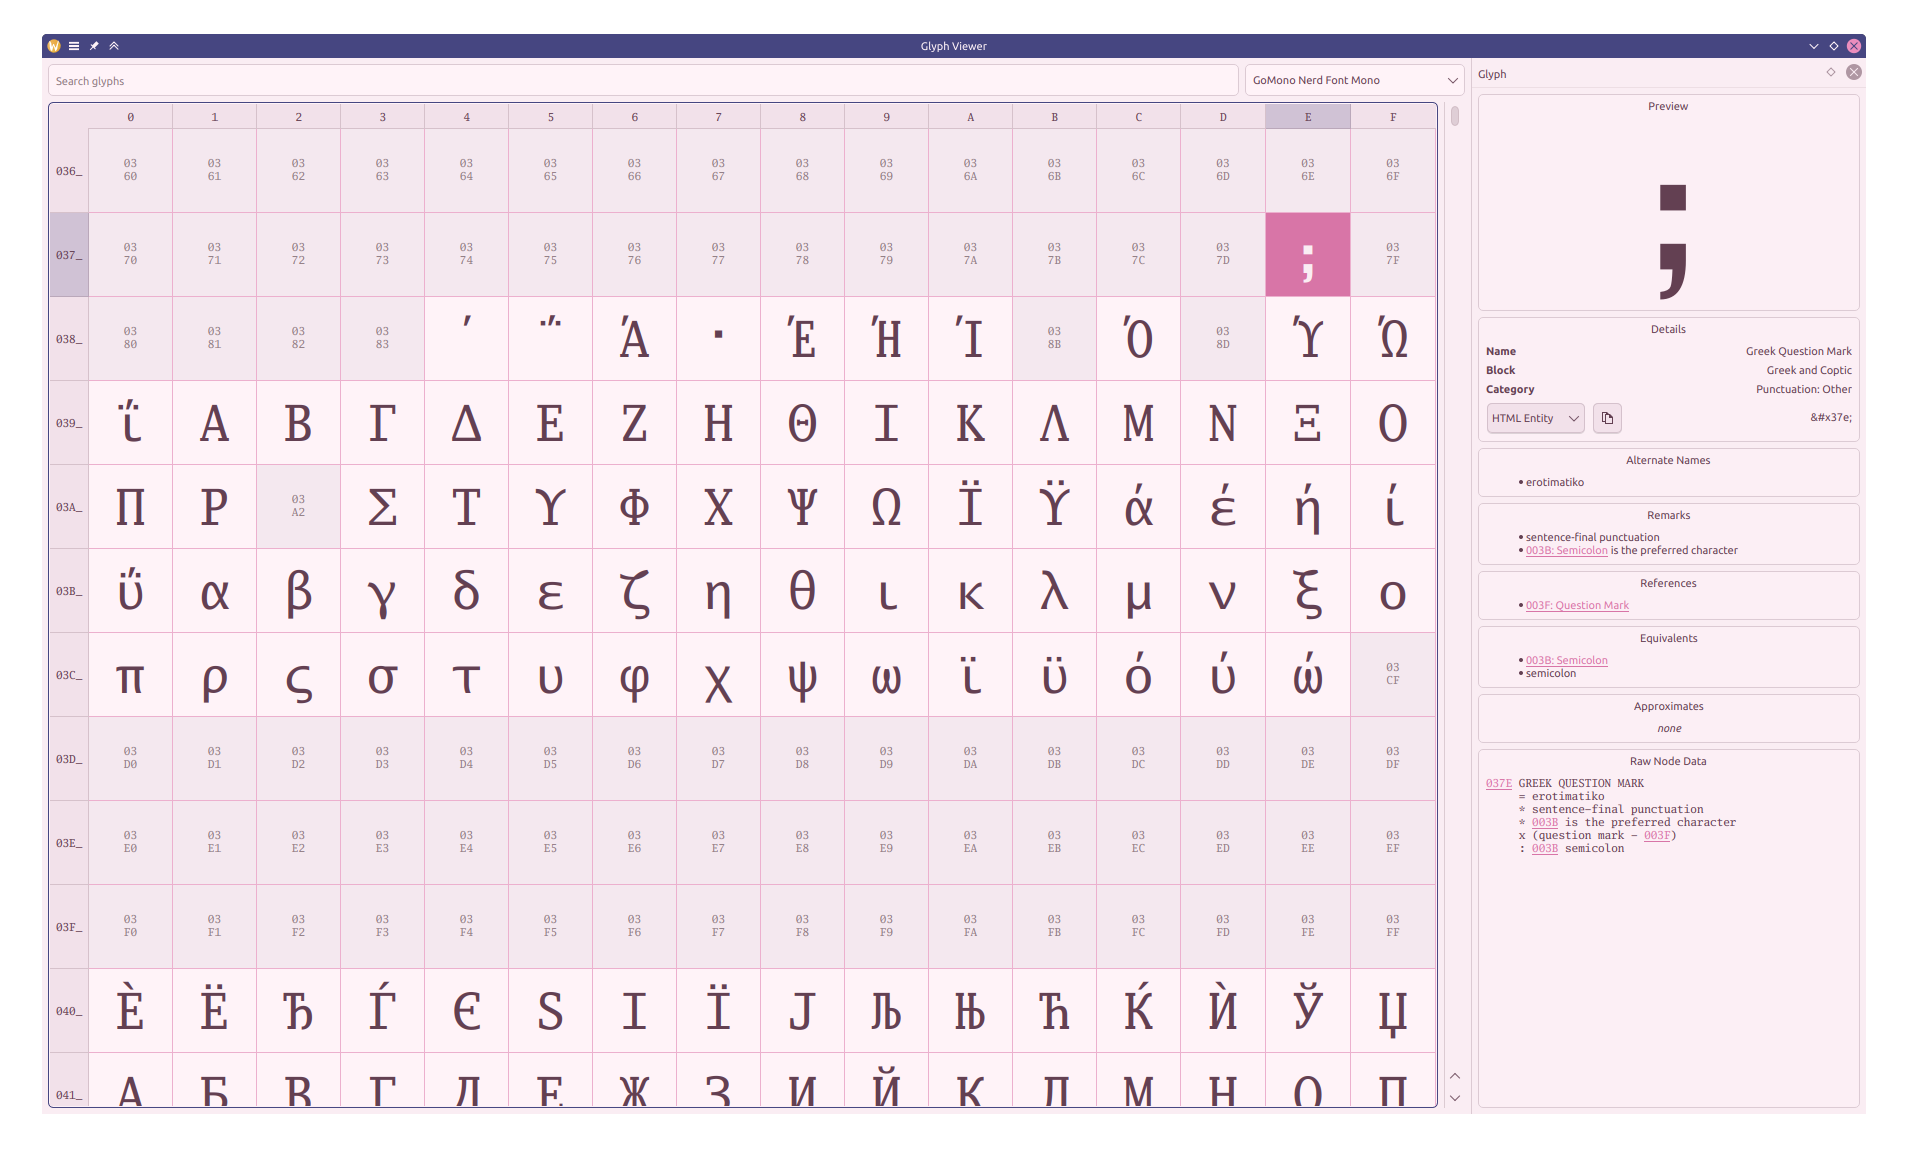 Glyph Viewer
Search glyphs
GoMono Nerd Font Mono
0 1 2 3 4 5 6 7 8 9 A B C D E F
036_ 03 60 03 61 03 62 03 63 03 64 03 65 03 66 03 67 03 68 03 69 03 6A 03 6B 03 6C 03 6D 03 6E 03 6F
037_ 03 70 03 71 03 72 03 73 03 74 03 75 03 76 03 77 03 78 03 79 03 7A 03 7B 03 7C 03 7D ; 03 7F
038_ 03 80 03 81 03 82 03 83 ΄ ΅ Ά · Έ Ή Ί 03 8B Ό 03 8D Ύ Ώ
039_ ΐ Α Β Γ Δ Ε Ζ Η Θ Ι Κ Λ Μ Ν Ξ Ο
03A_ Π Ρ 03 A2 Σ Τ Υ Φ Χ Ψ Ω Ϊ Ϋ ά έ ή ί
03B_ ΰ α β γ δ ε ζ η θ ι κ λ μ ν ξ ο
03C_ π ρ ς σ τ υ φ χ ψ ω ϊ ϋ ό ύ ώ 03 CF
03D_ 03 D0 03 D1 03 D2 03 D3 03 D4 03 D5 03 D6 03 D7 03 D8 03 D9 03 DA 03 DB 03 DC 03 DD 03 DE 03 DF
03E_ 03 E0 03 E1 03 E2 03 E3 03 E4 03 E5 03 E6 03 E7 03 E8 03 E9 03 EA 03 EB 03 EC 03 ED 03 EE 03 EF
03F_ 03 F0 03 F1 03 F2 03 F3 03 F4 03 F5 03 F6 03 F7 03 F8 03 F9 03 FA 03 FB 03 FC 03 FD 03 FE 03 FF
040_ Ѐ Ё Ђ Ѓ Є Ѕ І Ї Ј Љ Њ Ћ Ќ Ѝ Ў Џ
041_ А Б В Г Д Е Ж З И Й К Л М Н О П
Glyph
Preview
;
Details
Name Greek Question Mark
Block Greek and Coptic
Category Punctuation: Other
HTML Entity &#x37e;
Alternate Names
• erotimatiko
Remarks
• sentence-final punctuation
• 003B: Semicolon is the preferred character
References
• 003F: Question Mark
Equivalents
• 003B: Semicolon
• semicolon
Approximates
none
Raw Node Data
037E GREEK QUESTION MARK
= erotimatiko
* sentence-final punctuation
* 003B is the preferred character
x (question mark - 003F)
: 003B semicolon